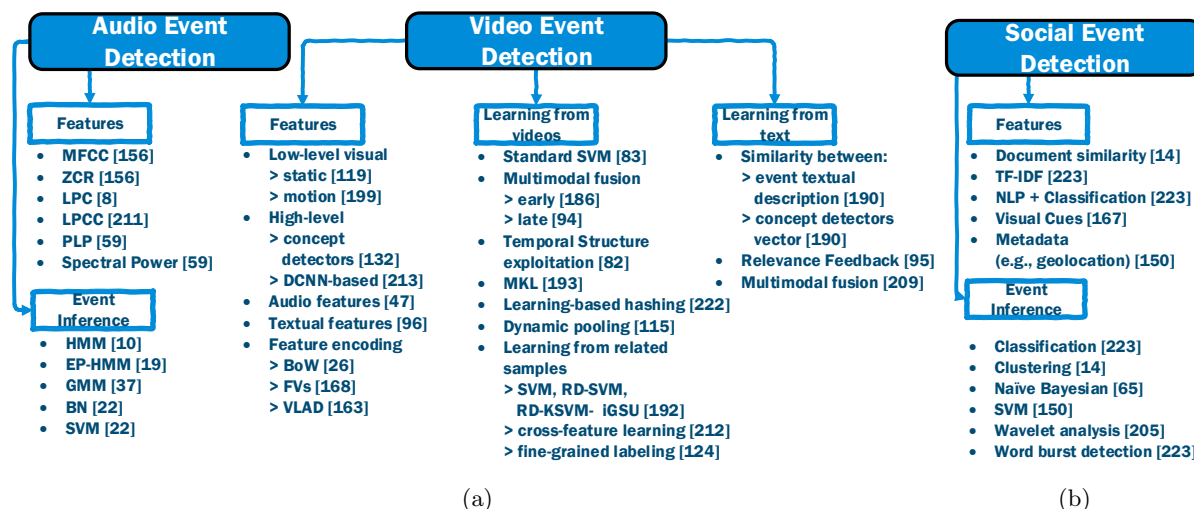 Audio Event
Detection
Features
• MFCC [156]
• ZCR [156]
• LPC [8]
• LPCC [211]
• PLP [59]
• Spectral Power [59]
Event
Inference
• HMM [10]
• EP-HMM [19]
• GMM [37]
• BN [22]
• SVM [22]
Video Event
Detection
Features
• Low-level visual
> static [119]
> motion [199]
• High-level
> concept
detectors [132]
> DCNN-based [213]
• Audio features [47]
• Textual features [96]
• Feature encoding
> BoW [26]
> FVs [168]
> VLAD [163]
Learning from
videos
• Standard SVM [83]
• Multimodal fusion
> early [186]
> late [94]
• Temporal Structure
exploitation [82]
• MKL [193]
• Learning-based hashing [222]
• Dynamic pooling [115]
• Learning from related
samples
> SVM, RD-SVM,
RD-KSVM- iGSU [192]
> cross-feature learning [212]
> fine-grained labeling [124]
Learning from
text
• Similarity between:
> event textual
description [190]
> concept detectors
vector [190]
• Relevance Feedback [95]
• Multimodal fusion [209]
(a)
Social Event
Detection
Features
• Document similarity [14]
• TF-IDF [223]
• NLP + Classification [223]
• Visual Cues [167]
• Metadata
(e.g., geolocation) [150]
Event
Inference
• Classification [223]
• Clustering [14]
• Naïve Bayesian [65]
• SVM [150]
• Wavelet analysis [205]
• Word burst detection [223]
(b)